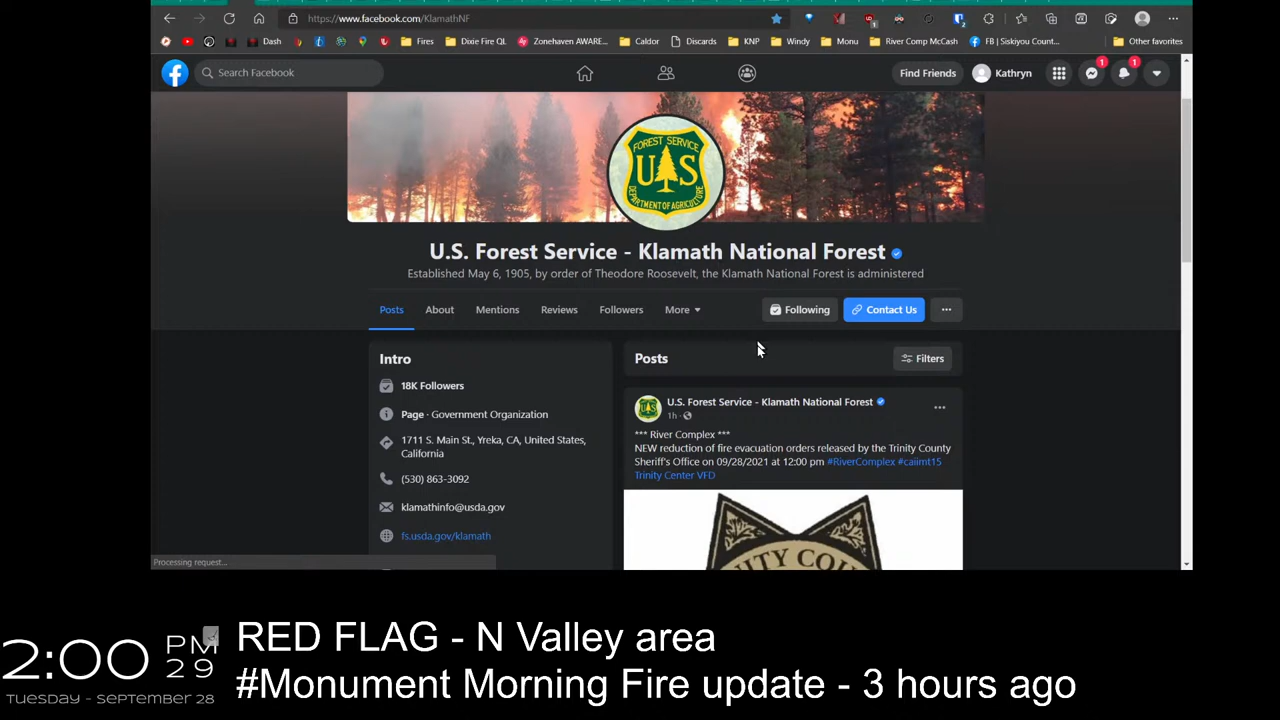 https://www.facebook.com/KlamathNF
Dash
Fires
Dixie Fire QL
Zonehaven AWARE...
Caldor
Discards
KNP
Windy
Monu
River Comp McCash
FB | Siskiyou Count...
Other favorites
Search Facebook
Find Friends
Kathryn
1
1
FOREST SERVICE
U S
DEPARTMENT OF AGRICULTURE
U.S. Forest Service - Klamath National Forest
Established May 6, 1905, by order of Theodore Roosevelt, the Klamath National Forest is administered
Posts About Mentions Reviews Followers More
Following
Contact Us
Intro
18K Followers
Page · Government Organization
1711 S. Main St., Yreka, CA, United States,
California
(530) 863-3092
klamathinfo@usda.gov
fs.usda.gov/klamath
Posts
Filters
U.S. Forest Service - Klamath National Forest
1h ·
*** River Complex ***
NEW reduction of fire evacuation orders released by the Trinity County
Sheriff's Office on 09/28/2021 at 12:00 pm #RiverComplex #caiimt15
Trinity Center VFD
Processing request...
2:00 PM
29
TUESDAY - SEPTEMBER 28
RED FLAG - N Valley area
#Monument Morning Fire update - 3 hours ago